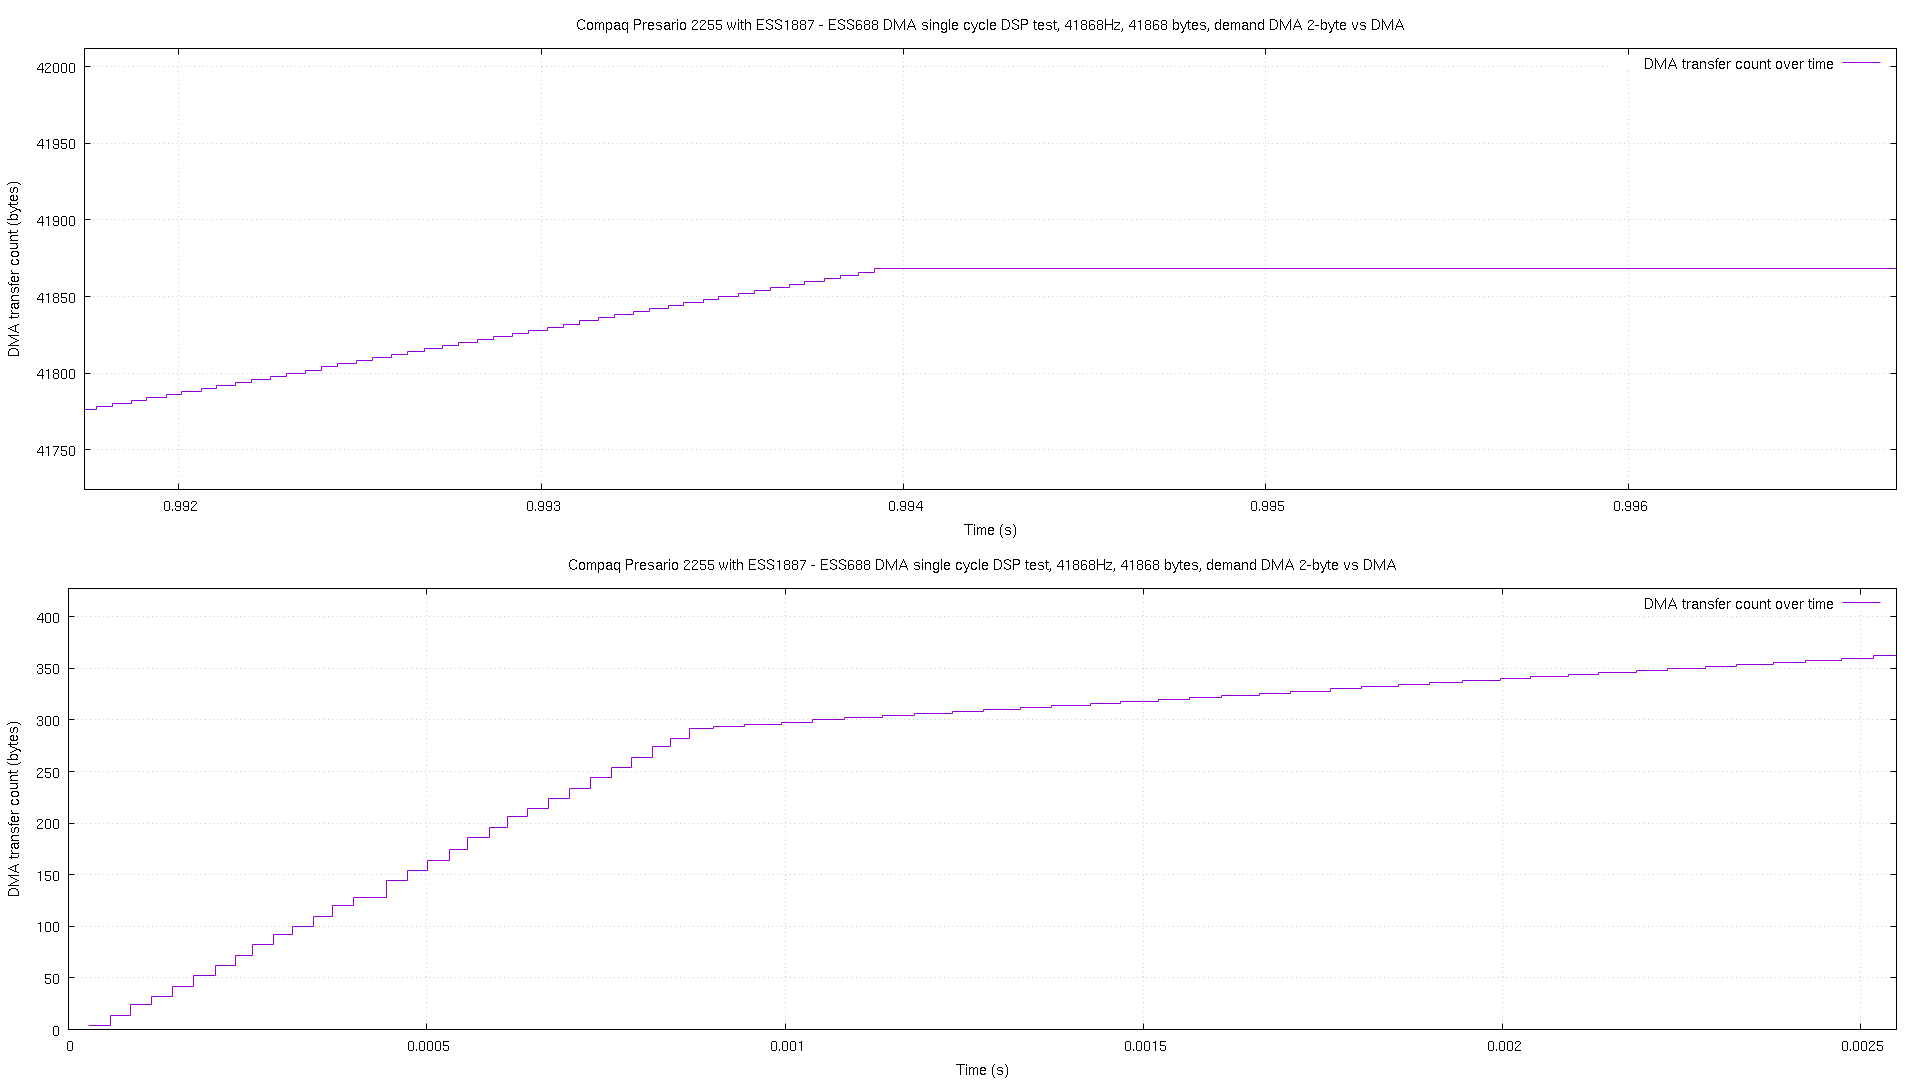 Compaq Presario 2255 with ESS1887 - ESS688 DMA single cycle DSP test, 41868Hz, 41868 bytes, demand DMA 2-byte vs DMA
DMA transfer count over time
42000
41950
41900
41850
41800
41750
DMA transfer count (bytes)
0.992 0.993 0.994 0.995 0.996
Time (s)
Compaq Presario 2255 with ESS1887 - ESS688 DMA single cycle DSP test, 41868Hz, 41868 bytes, demand DMA 2-byte vs DMA
DMA transfer count over time
400
350
300
250
200
150
100
50
0
DMA transfer count (bytes)
0 0.0005 0.001 0.0015 0.002 0.0025
Time (s)